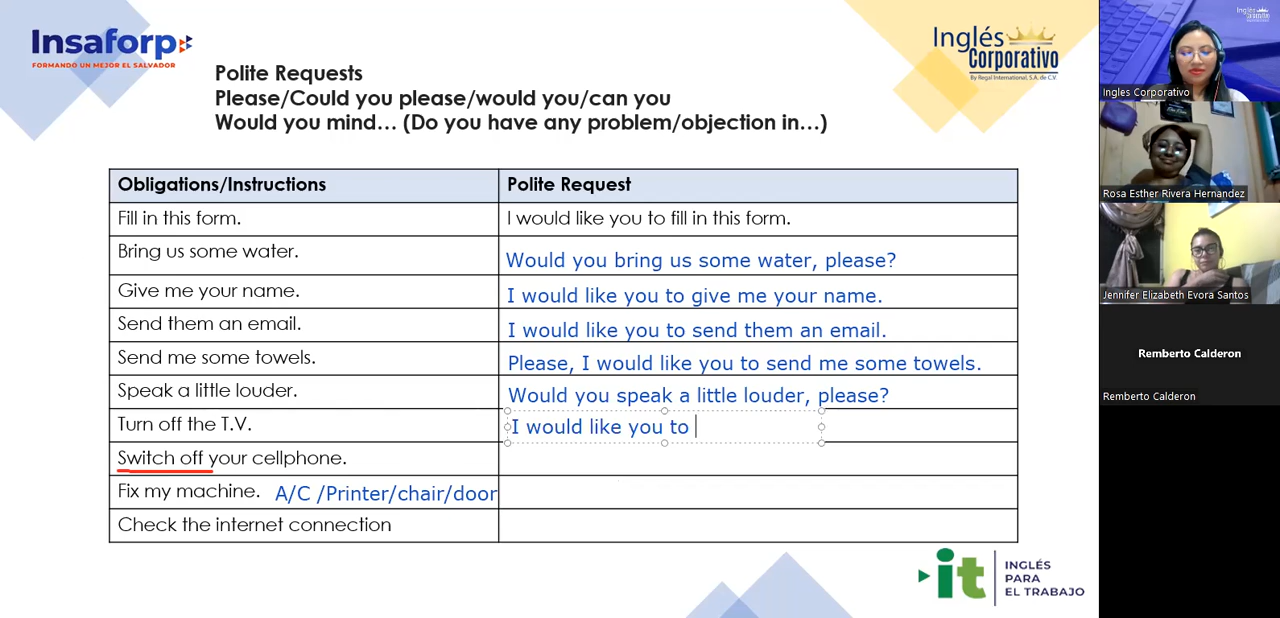 Insaforp
FORMANDO UN MEJOR EL SALVADOR
Inglés
Corporativo
By Regal International, S.A. de C.V.
Polite Requests
Please/Could you please/would you/can you
Would you mind... (Do you have any problem/objection in...)
Obligations/Instructions
Polite Request
Fill in this form.
I would like you to fill in this form.
Bring us some water.
Would you bring us some water, please?
Give me your name.
I would like you to give me your name.
Send them an email.
I would like you to send them an email.
Send me some towels.
Please, I would like you to send me some towels.
Speak a little louder.
Would you speak a little louder, please?
Turn off the T.V.
I would like you to
Switch off your cellphone.
Fix my machine. A/C /Printer/chair/door
Check the internet connection
it
INGLÉS
PARA
EL TRABAJO
Inglés
Corporativo
Ingles Corporativo
Rosa Esther Rivera Hernandez
Jennifer Elizabeth Evora Santos
Remberto Calderon
Remberto Calderon